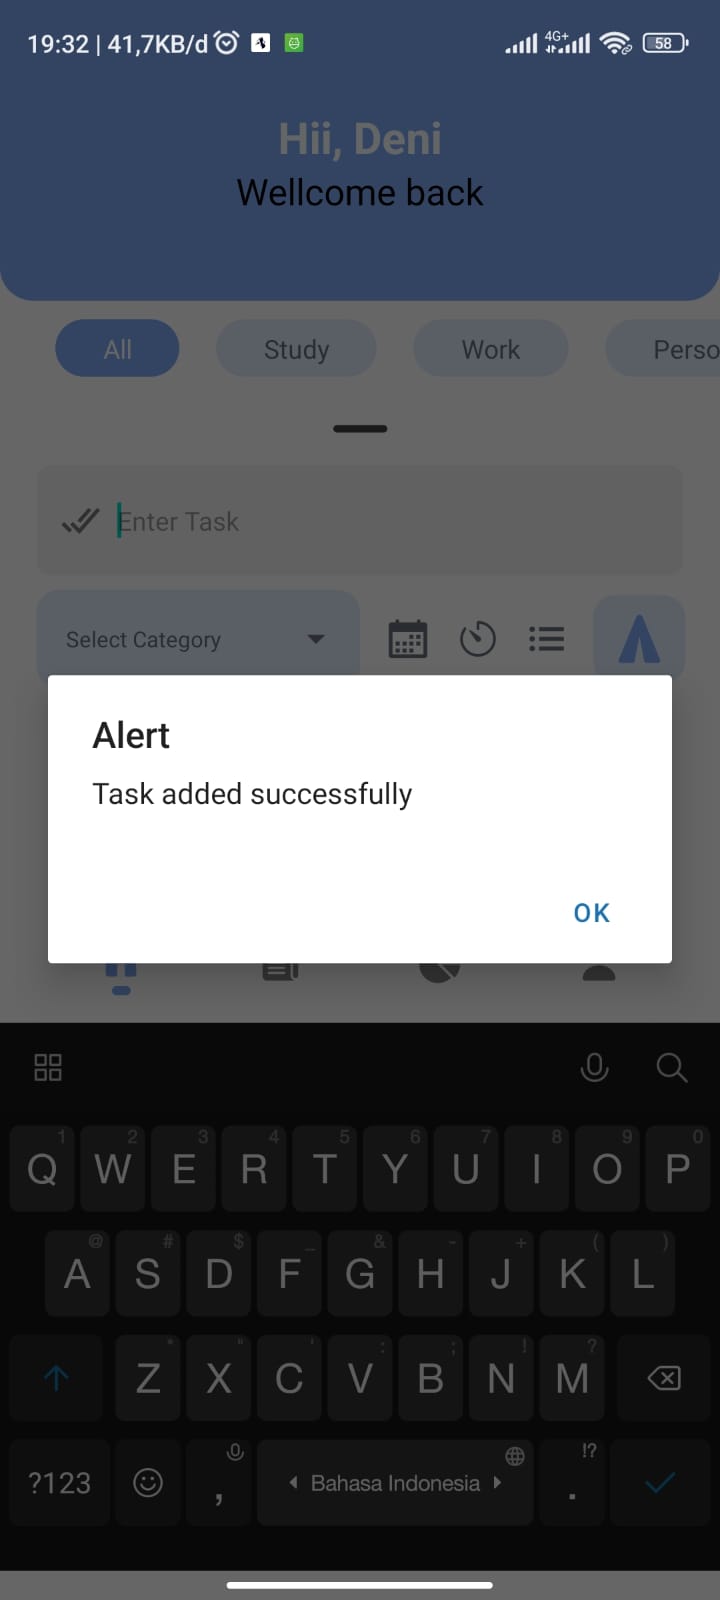 19:32 | 41,7KB/d
4G+
58
Hii, Deni
Wellcome back
All
Study
Work
Perso
Enter Task
Select Category
Alert
Task added successfully
OK
1 2 3 4 5 6 7 8 9 0
Q W E R T Y U I O P
@ # $ _ & - + ( )
A S D F G H J K L
* " ' : ; ! ?
Z X C V B N M
!?
?123 , Bahasa Indonesia .